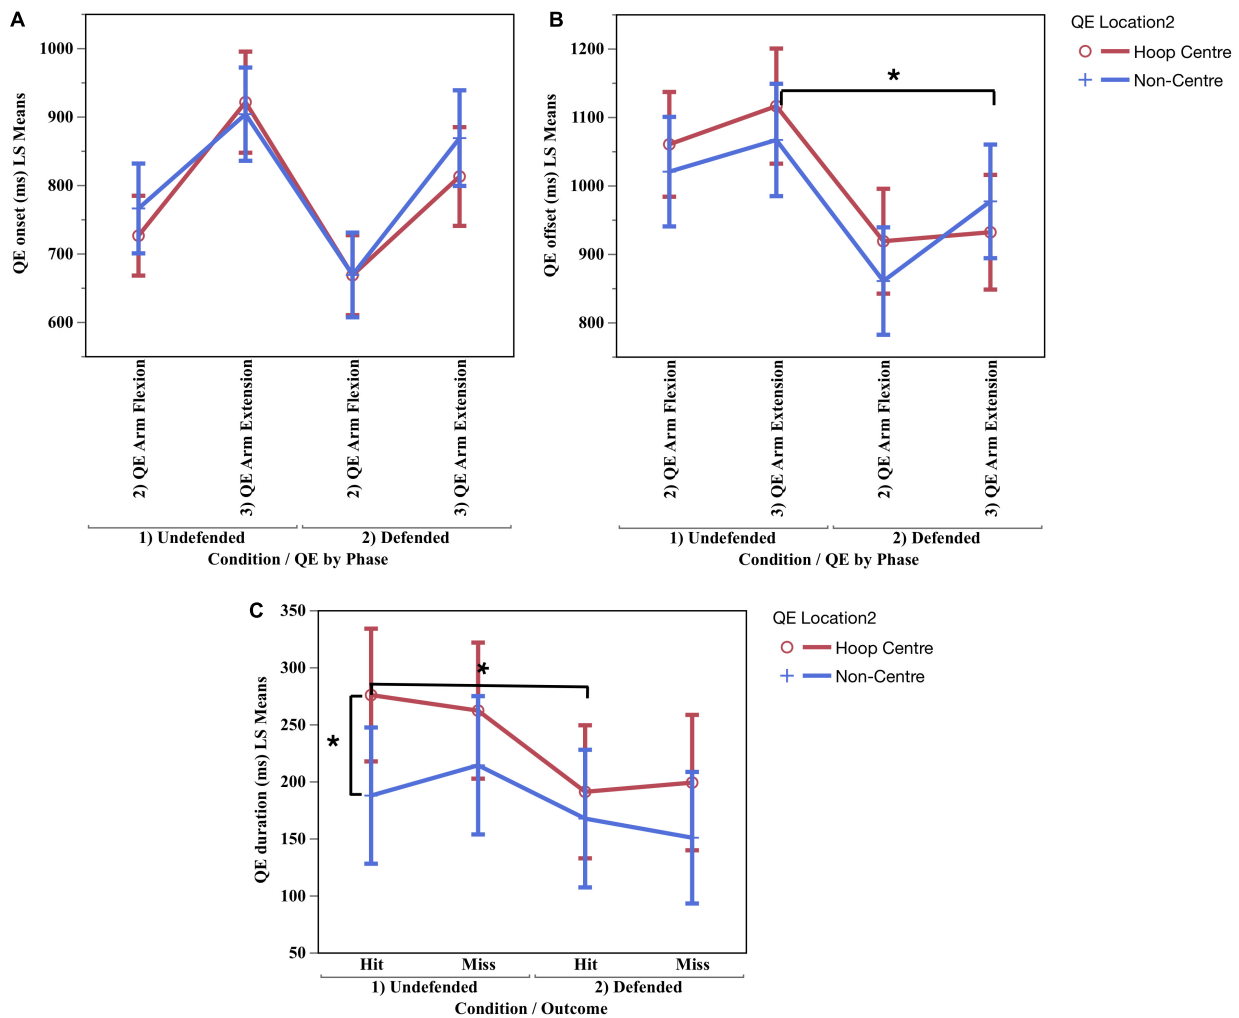 A
QE onset (ms) LS Means
1000
900
800
700
600
2) QE Arm Flexion
3) QE Arm Extension
2) QE Arm Flexion
3) QE Arm Extension
1) Undefended
2) Defended
Condition / QE by Phase
B
QE offset (ms) LS Means
1200
1100
1000
900
800
*
2) QE Arm Flexion
3) QE Arm Extension
2) QE Arm Flexion
3) QE Arm Extension
1) Undefended
2) Defended
Condition / QE by Phase
QE Location2
Hoop Centre
Non-Centre
C
QE duration (ms) LS Means
350
300
250
200
150
100
50
*
*
Hit
Miss
Hit
Miss
1) Undefended
2) Defended
Condition / Outcome
QE Location2
Hoop Centre
Non-Centre